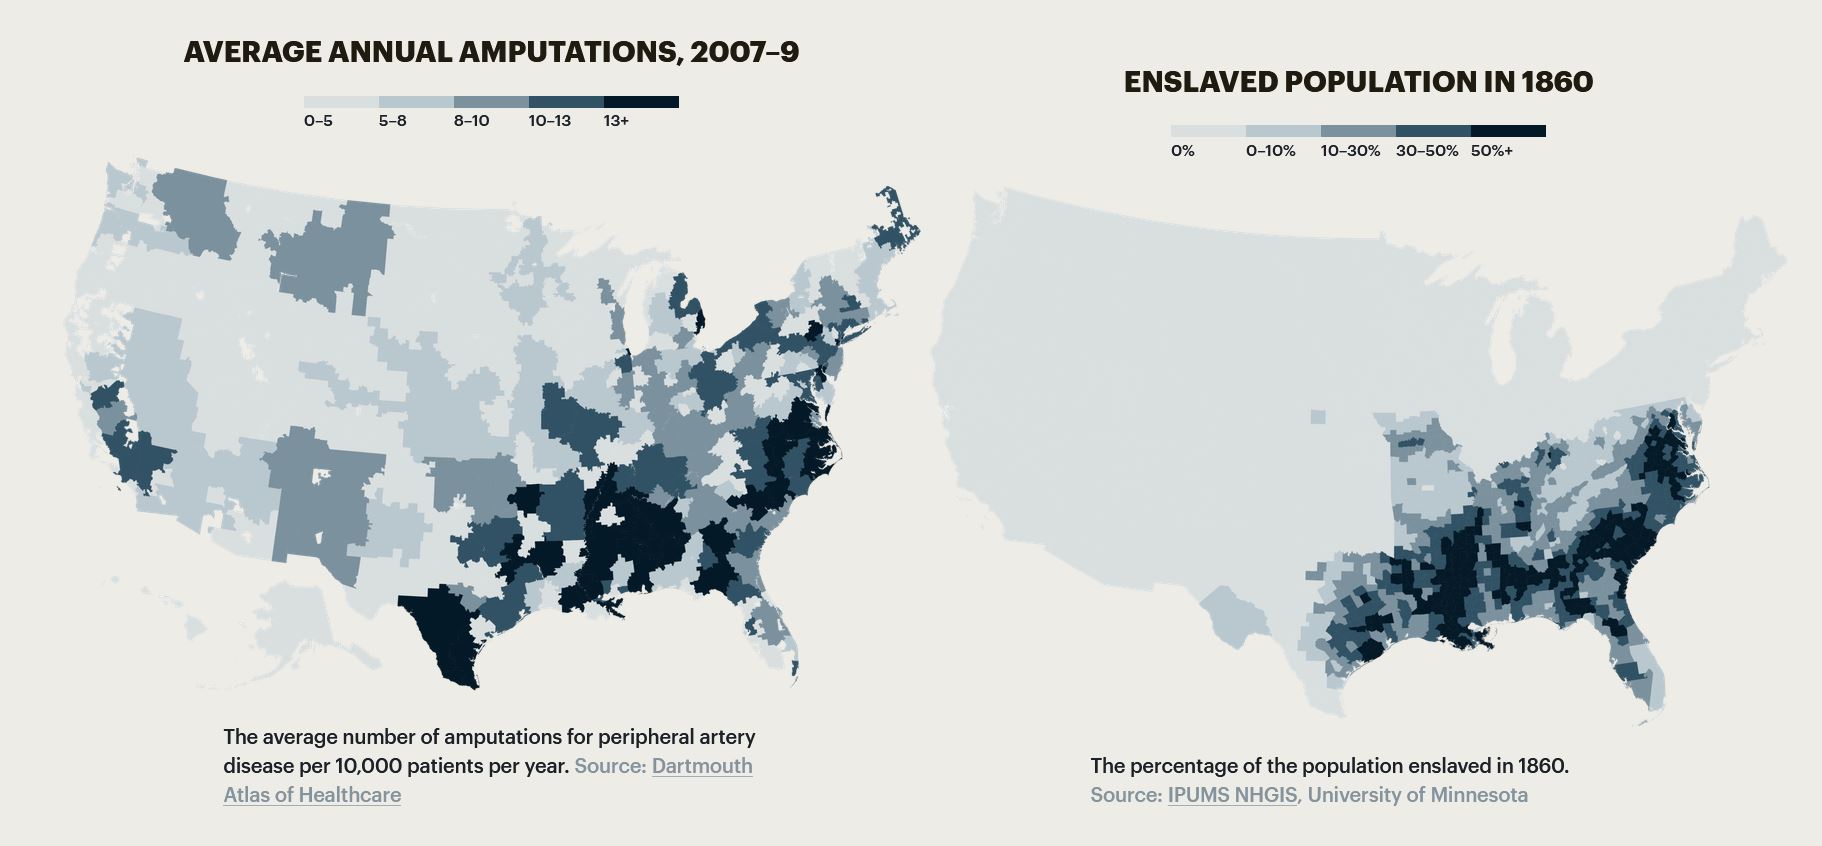 AVERAGE ANNUAL AMPUTATIONS, 2007–9
0–5 5–8 8–10 10–13 13+
The average number of amputations for peripheral artery
disease per 10,000 patients per year. Source: Dartmouth
Atlas of Healthcare
ENSLAVED POPULATION IN 1860
0% 0–10% 10–30% 30–50% 50%+
The percentage of the population enslaved in 1860.
Source: IPUMS NHGIS, University of Minnesota